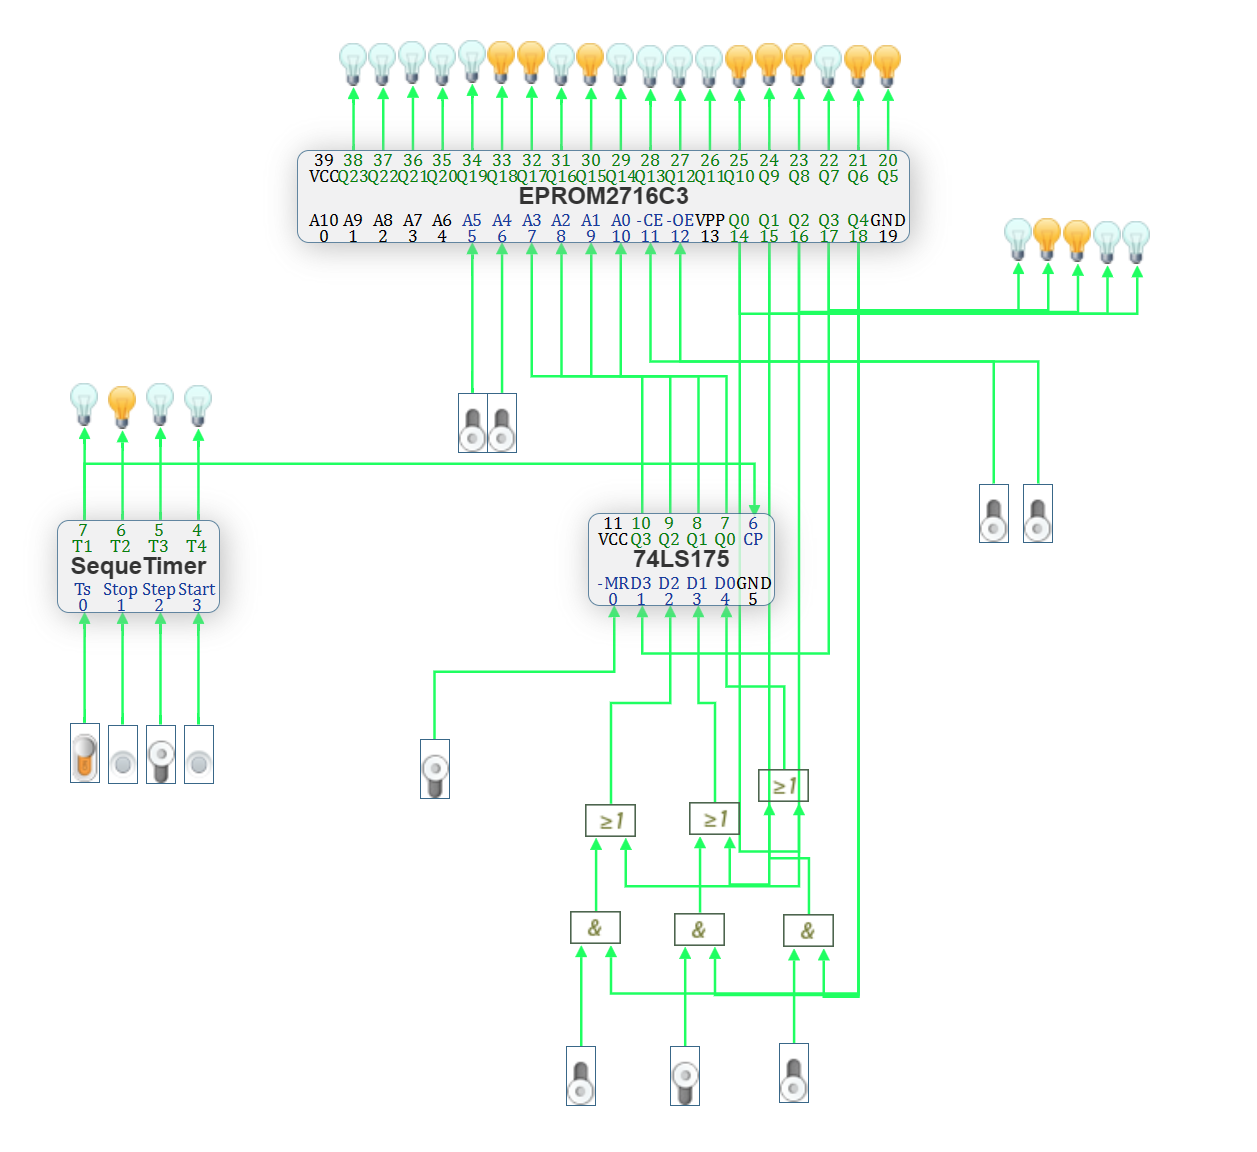 39 38 37 36 35 34 33 32 31 30 29 28 27 26 25 24 23 22 21 20
VCC Q23 Q22 Q21 Q20 Q19 Q18 Q17 Q16 Q15 Q14 Q13 Q12 Q11 Q10 Q9 Q8 Q7 Q6 Q5
EPROM2716C3
A10 A9 A8 A7 A6 A5 A4 A3 A2 A1 A0 -CE -OE VPP Q0 Q1 Q2 Q3 Q4 GND
0 1 2 3 4 5 6 7 8 9 10 11 12 13 14 15 16 17 18 19
7 6 5 4
T1 T2 T3 T4
SequeTimer
Ts Stop Step Start
0 1 2 3
11 10 9 8 7 6
VCC Q3 Q2 Q1 Q0 CP
74LS175
-MR D3 D2 D1 D0 GND
0 1 2 3 4 5
≥1
≥1
≥1
&
&
&